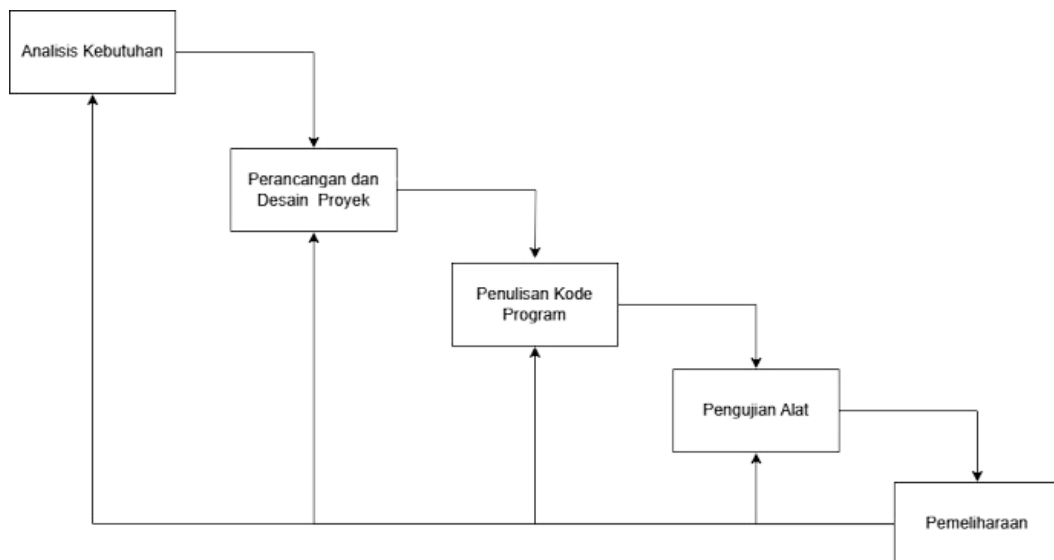 Analisis Kebutuhan
Perancangan dan
Desain Proyek
Penulisan Kode
Program
Pengujian Alat
Pemeliharaan